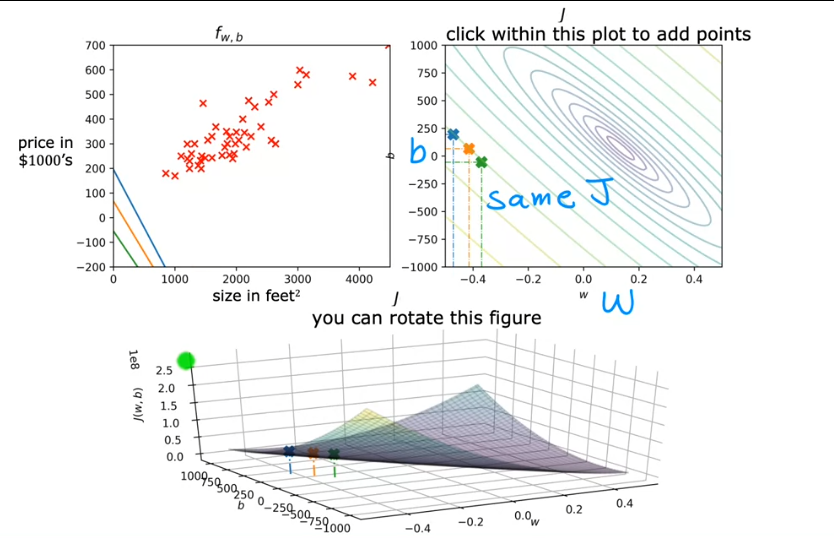 f w,b
700
600
500
400
300
200
100
0
−100
−200
price in
$1000's
0 1000 2000 3000 4000
size in feet²
J
click within this plot to add points
1000
750
500
250
0
−250
−500
−750
−1000
b
b
same J
−0.4 −0.2 0.0 0.2 0.4
w
W
J
you can rotate this figure
1e8
2.5
2.0
1.5
1.0
0.5
0.0
J(w, b)
1000
750
500
250
0
−250
−500
−750
−1000
b
−0.4 −0.2 0.0 0.2 0.4
w